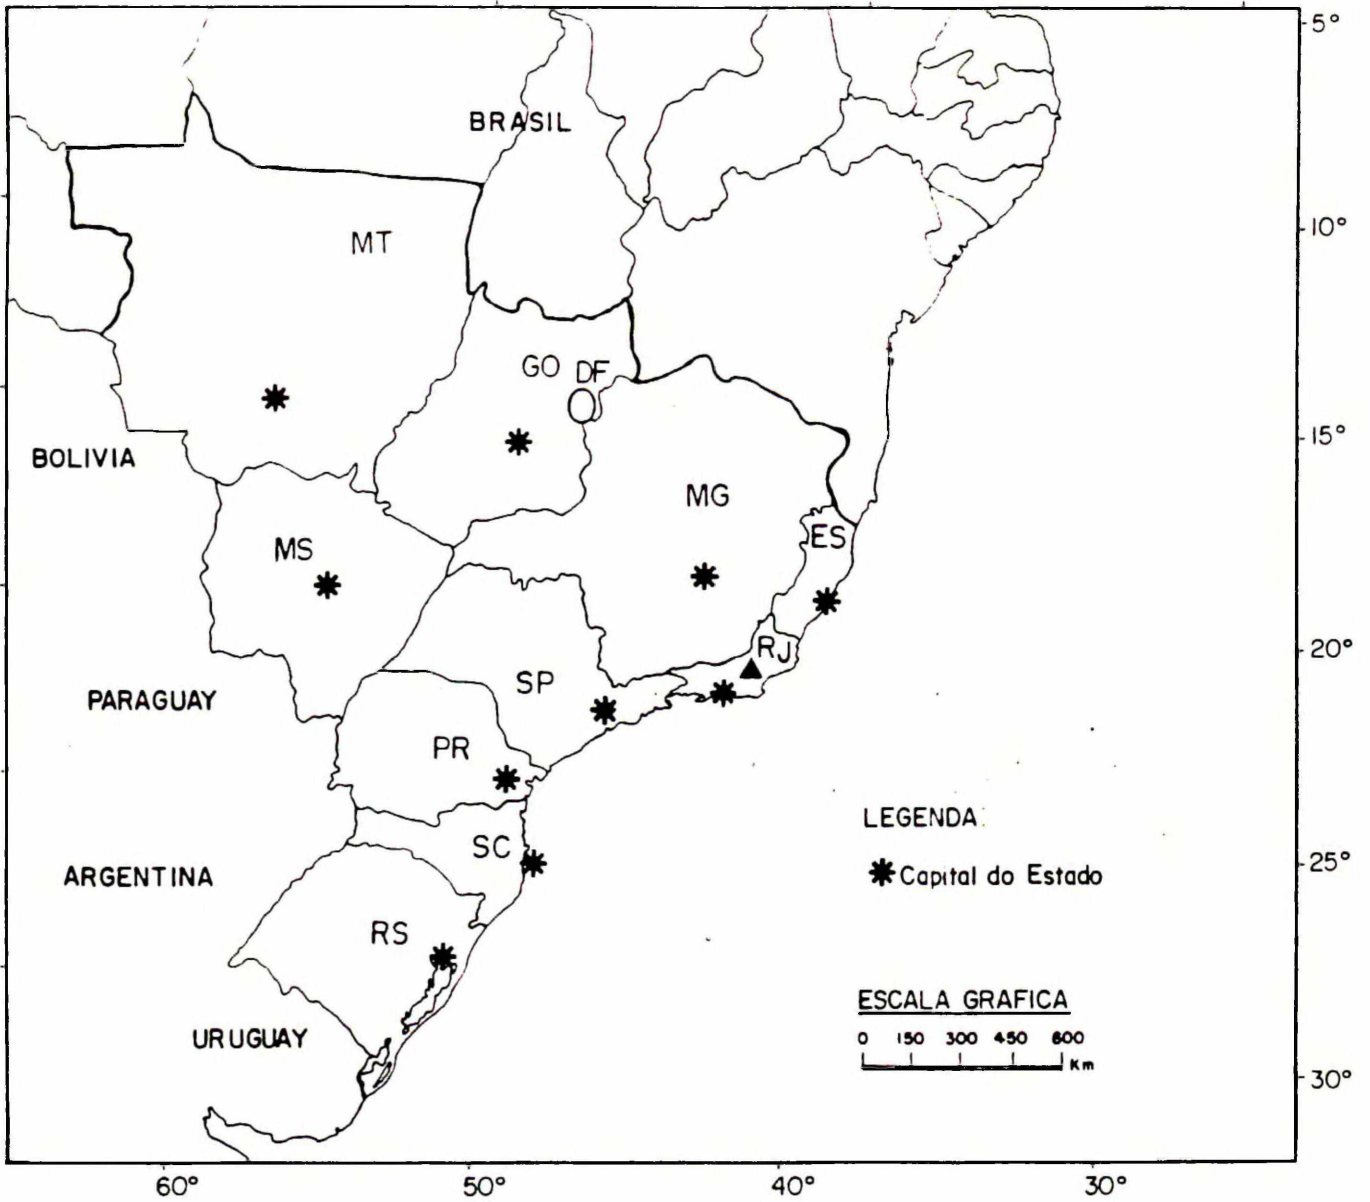 5°
BRASIL
10°
MT
GO DF
15°
BOLIVIA
MG
ES
MS
20°
RJ
SP
PARAGUAY
PR
LEGENDA:
SC
25°
ARGENTINA
Capital do Estado
RS
ESCALA GRAFICA
URUGUAY
0 150 300 450 600
Km
30°
60° 50° 40° 30°